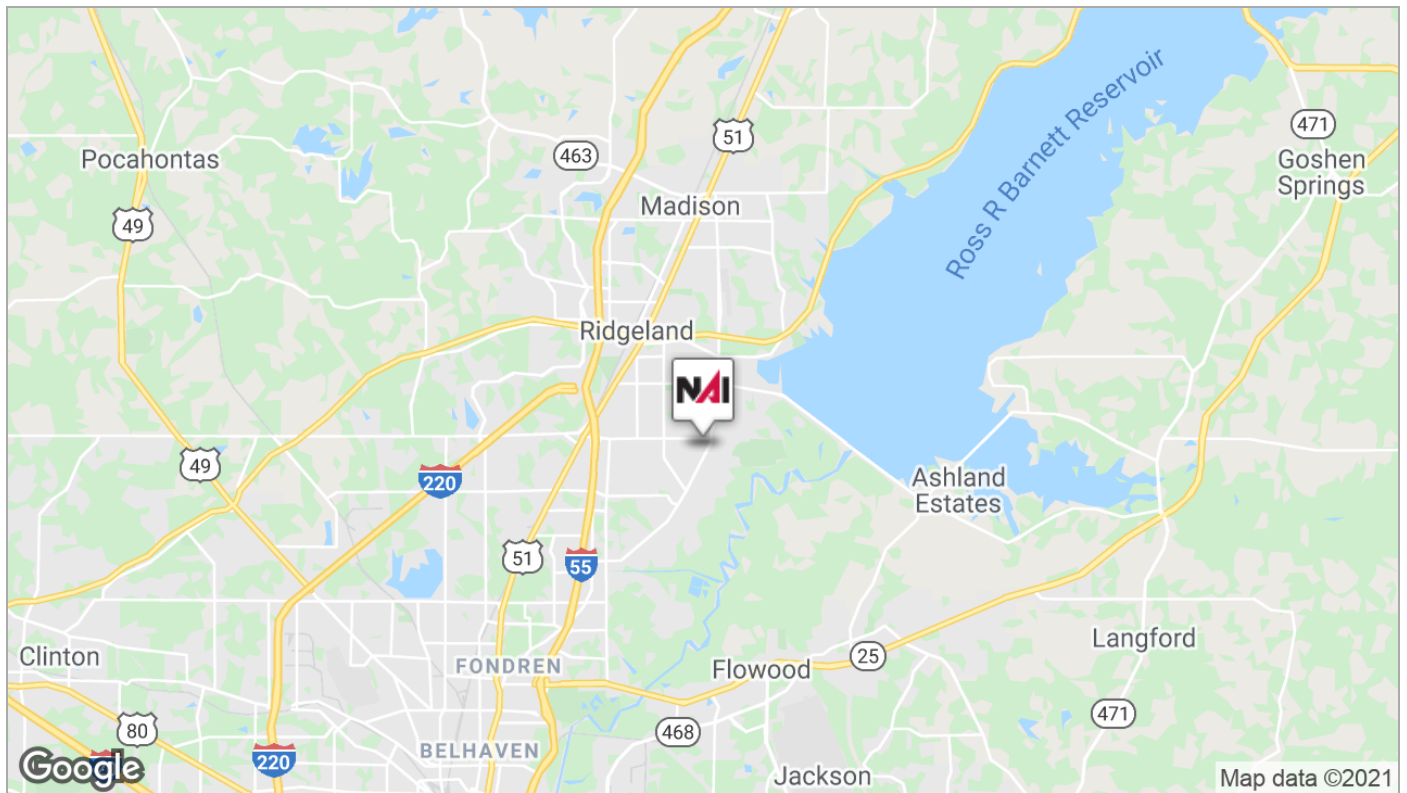 Pocahontas
463
51
471
Goshen
Springs
49
Madison
Ross R Barnett Reservoir
Ridgeland
NAI
49
220
Ashland
Estates
51
55
Clinton
FONDREN
Flowood
25
Langford
80
468
471
220
BELHAVEN
Google
Jackson
Map data ©2021